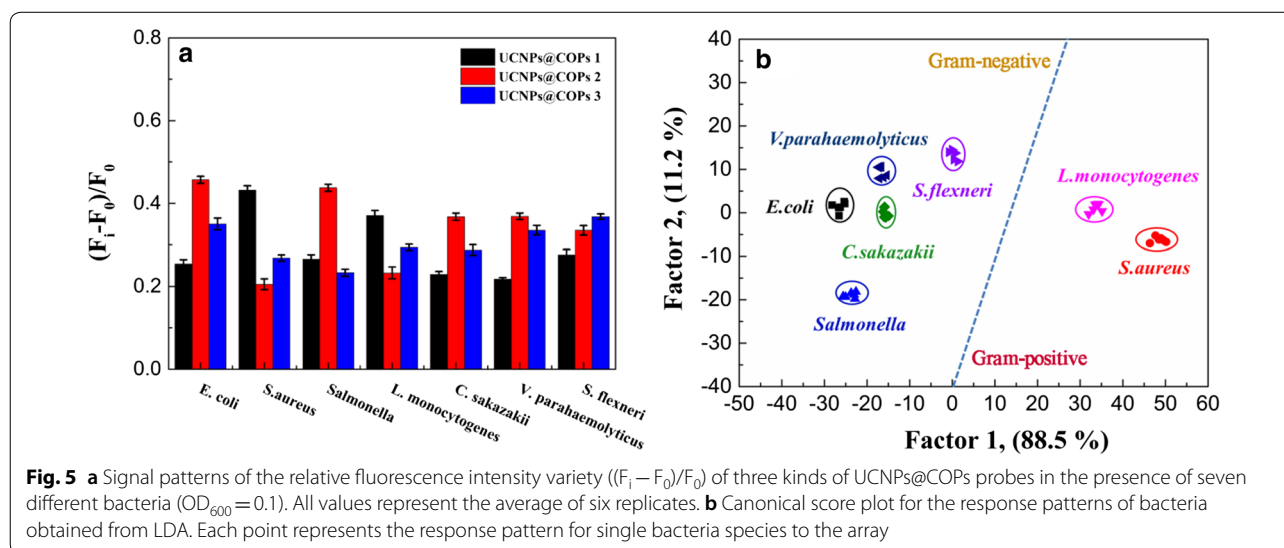 a
UCNPs@COPs 1
UCNPs@COPs 2
UCNPs@COPs 3
0.8
0.6
0.4
0.2
0.0
(Fi-F0)/F0
E. coli
S.aureus
Salmonella
L. monocytogenes
C. sakazakii
V. parahaemolyticus
S. flexneri
b
Gram-negative
V.parahaemolyticus
S.flexneri
L.monocytogenes
E.coli
C.sakazakii
S.aureus
Salmonella
Gram-positive
40
30
20
10
0
-10
-20
-30
-40
Factor 2, (11.2 %)
-50 -40 -30 -20 -10 0 10 20 30 40 50 60
Factor 1, (88.5 %)
Fig. 5 a Signal patterns of the relative fluorescence intensity variety ((Fi − F0)/F0) of three kinds of UCNPs@COPs probes in the presence of seven
different bacteria (OD600 = 0.1). All values represent the average of six replicates. b Canonical score plot for the response patterns of bacteria
obtained from LDA. Each point represents the response pattern for single bacteria species to the array